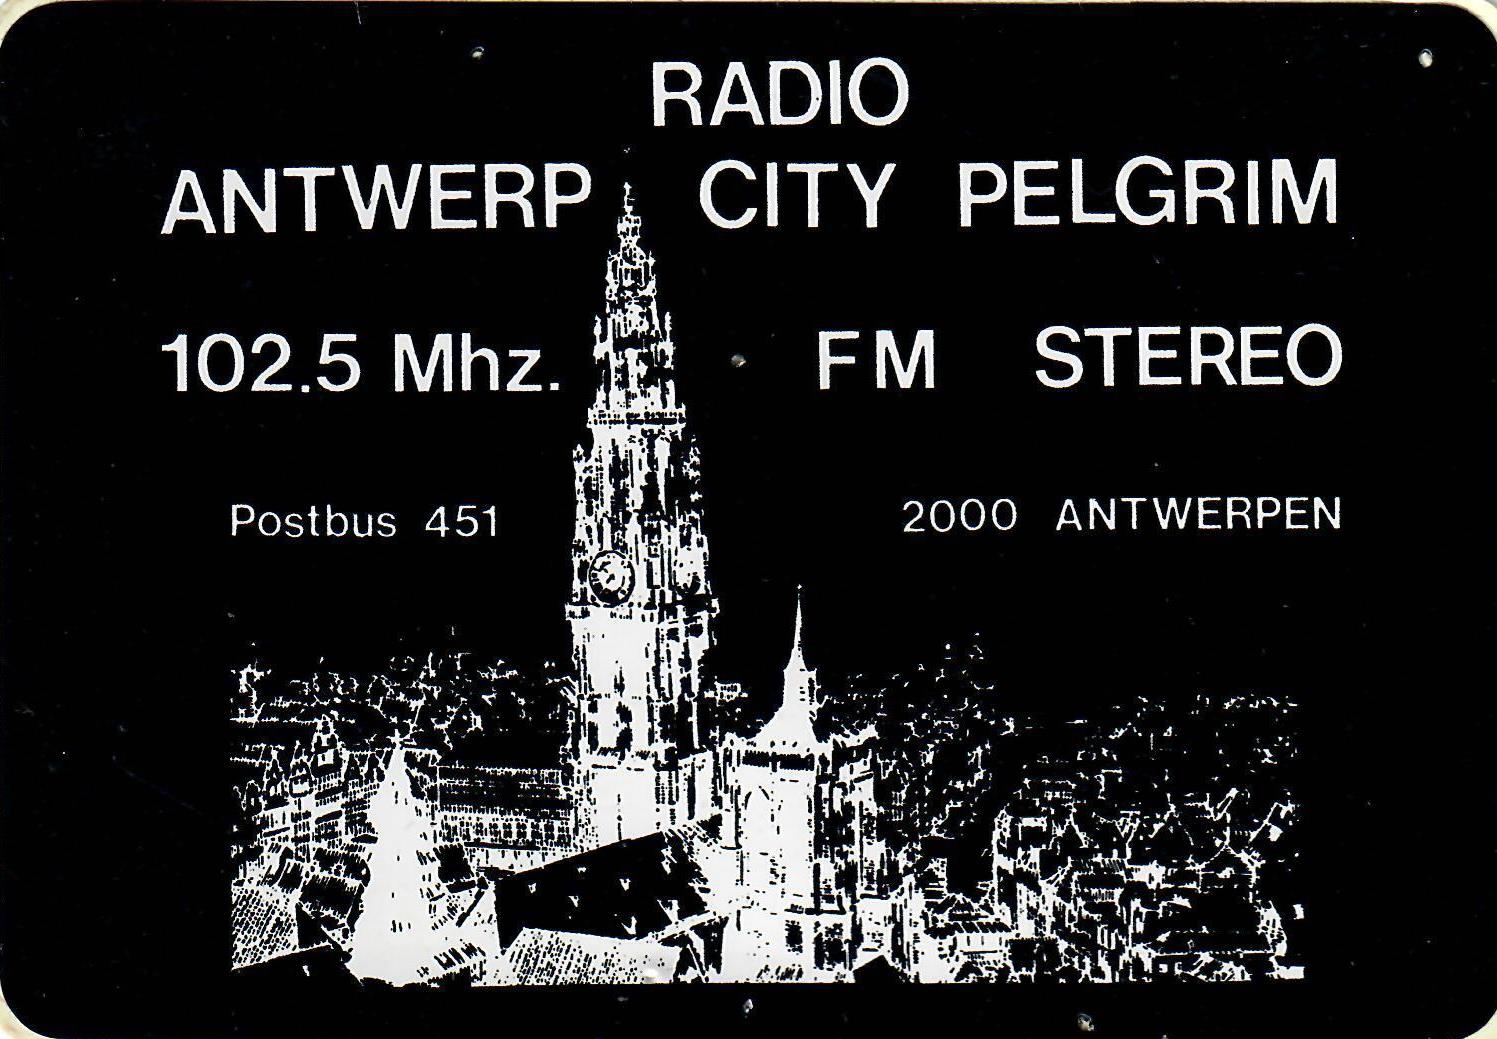 RADIO
ANTWERP CITY PELGRIM
102.5 Mhz. FM STEREO
Postbus 451 2000 ANTWERPEN